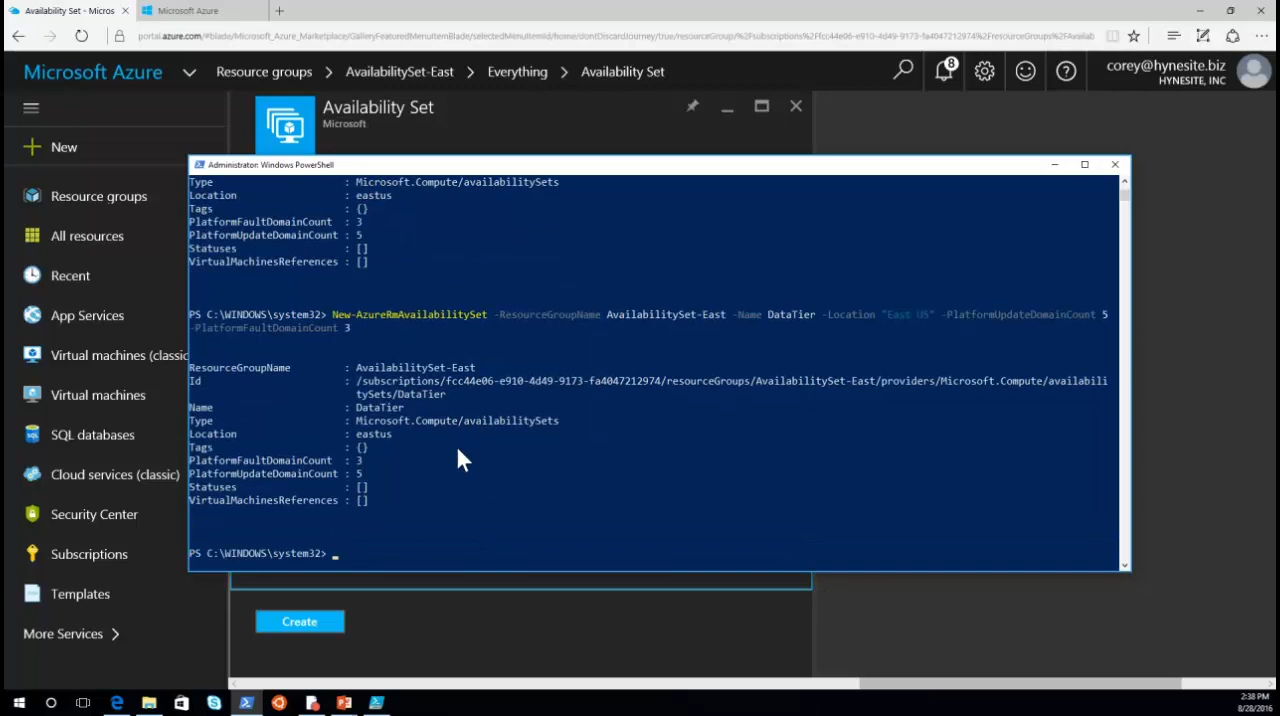 Availability Set - Micros
Microsoft Azure
portal.azure.com/#blade/Microsoft_Azure_Marketplace/GalleryFeaturedMenuItemBlade/selectedMenuItemId/home/dontDiscardJourney/true/resourceGroup/%2Fsubscriptions%2Ffcc44e06-e910-4d49-9173-fa4047212974%2FresourceGroups%2FAvailab
Microsoft Azure
Resource groups > AvailabilitySet-East > Everything > Availability Set
8
corey@hynesite.biz
HYNESITE, INC
Availability Set
Microsoft
New
Resource groups
All resources
Recent
App Services
Virtual machines (classic
Virtual machines
SQL databases
Cloud services (classic)
Security Center
Subscriptions
Templates
More Services >
Administrator: Windows PowerShell
Type : Microsoft.Compute/availabilitySets
Location : eastus
Tags : {}
PlatformFaultDomainCount : 3
PlatformUpdateDomainCount : 5
Statuses : []
VirtualMachinesReferences : []
PS C:\WINDOWS\system32> New-AzureRmAvailabilitySet -ResourceGroupName AvailabilitySet-East -Name DataTier -Location "East US" -PlatformUpdateDomainCount 5
-PlatformFaultDomainCount 3
ResourceGroupName : AvailabilitySet-East
Id : /subscriptions/fcc44e06-e910-4d49-9173-fa4047212974/resourceGroups/AvailabilitySet-East/providers/Microsoft.Compute/availabili
tySets/DataTier
Name : DataTier
Type : Microsoft.Compute/availabilitySets
Location : eastus
Tags : {}
PlatformFaultDomainCount : 3
PlatformUpdateDomainCount : 5
Statuses : []
VirtualMachinesReferences : []
PS C:\WINDOWS\system32> _
Create
2:38 PM
8/28/2016